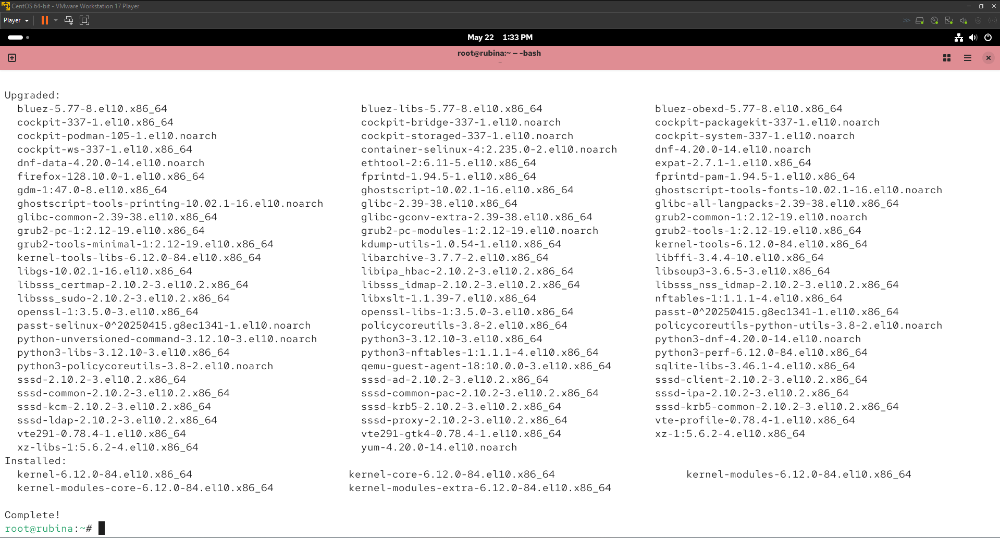 CentOS 64-bit - VMware Workstation 17 Player
Player
May 22 1:33 PM
root@rubina:~ — -bash
~
Upgraded:
bluez-5.77-8.el10.x86_64 bluez-libs-5.77-8.el10.x86_64 bluez-obexd-5.77-8.el10.x86_64
cockpit-337-1.el10.x86_64 cockpit-bridge-337-1.el10.noarch cockpit-packagekit-337-1.el10.noarch
cockpit-podman-105-1.el10.noarch cockpit-storaged-337-1.el10.noarch cockpit-system-337-1.el10.noarch
cockpit-ws-337-1.el10.x86_64 container-selinux-4:2.235.0-2.el10.noarch dnf-4.20.0-14.el10.noarch
dnf-data-4.20.0-14.el10.noarch ethtool-2:6.11-5.el10.x86_64 expat-2.7.1-1.el10.x86_64
firefox-128.10.0-1.el10.x86_64 fprintd-1.94.5-1.el10.x86_64 fprintd-pam-1.94.5-1.el10.x86_64
gdm-1:47.0-8.el10.x86_64 ghostscript-10.02.1-16.el10.x86_64 ghostscript-tools-fonts-10.02.1-16.el10.noarch
ghostscript-tools-printing-10.02.1-16.el10.noarch glibc-2.39-38.el10.x86_64 glibc-all-langpacks-2.39-38.el10.x86_64
glibc-common-2.39-38.el10.x86_64 glibc-gconv-extra-2.39-38.el10.x86_64 grub2-common-1:2.12-19.el10.noarch
grub2-pc-1:2.12-19.el10.x86_64 grub2-pc-modules-1:2.12-19.el10.noarch grub2-tools-1:2.12-19.el10.x86_64
grub2-tools-minimal-1:2.12-19.el10.x86_64 kdump-utils-1.0.54-1.el10.x86_64 kernel-tools-6.12.0-84.el10.x86_64
kernel-tools-libs-6.12.0-84.el10.x86_64 libarchive-3.7.7-2.el10.x86_64 libffi-3.4.4-10.el10.x86_64
libgs-10.02.1-16.el10.x86_64 libipa_hbac-2.10.2-3.el10.2.x86_64 libsoup3-3.6.5-3.el10.x86_64
libsss_certmap-2.10.2-3.el10.2.x86_64 libsss_idmap-2.10.2-3.el10.2.x86_64 libsss_nss_idmap-2.10.2-3.el10.2.x86_64
libsss_sudo-2.10.2-3.el10.2.x86_64 libxslt-1.1.39-7.el10.x86_64 nftables-1:1.1.1-4.el10.x86_64
openssl-1:3.5.0-3.el10.x86_64 openssl-libs-1:3.5.0-3.el10.x86_64 passt-0^20250415.g8ec1341-1.el10.x86_64
passt-selinux-0^20250415.g8ec1341-1.el10.noarch policycoreutils-3.8-2.el10.x86_64 policycoreutils-python-utils-3.8-2.el10.noarch
python-unversioned-command-3.12.10-3.el10.noarch python3-3.12.10-3.el10.x86_64 python3-dnf-4.20.0-14.el10.noarch
python3-libs-3.12.10-3.el10.x86_64 python3-nftables-1:1.1.1-4.el10.x86_64 python3-perf-6.12.0-84.el10.x86_64
python3-policycoreutils-3.8-2.el10.noarch qemu-guest-agent-18:10.0.0-3.el10.x86_64 sqlite-libs-3.46.1-4.el10.x86_64
sssd-2.10.2-3.el10.2.x86_64 sssd-ad-2.10.2-3.el10.2.x86_64 sssd-client-2.10.2-3.el10.2.x86_64
sssd-common-2.10.2-3.el10.2.x86_64 sssd-common-pac-2.10.2-3.el10.2.x86_64 sssd-ipa-2.10.2-3.el10.2.x86_64
sssd-kcm-2.10.2-3.el10.2.x86_64 sssd-krb5-2.10.2-3.el10.2.x86_64 sssd-krb5-common-2.10.2-3.el10.2.x86_64
sssd-ldap-2.10.2-3.el10.2.x86_64 sssd-proxy-2.10.2-3.el10.2.x86_64 vte-profile-0.78.4-1.el10.x86_64
vte291-0.78.4-1.el10.x86_64 vte291-gtk4-0.78.4-1.el10.x86_64 xz-1:5.6.2-4.el10.x86_64
xz-libs-1:5.6.2-4.el10.x86_64 yum-4.20.0-14.el10.noarch
Installed:
kernel-6.12.0-84.el10.x86_64 kernel-core-6.12.0-84.el10.x86_64 kernel-modules-6.12.0-84.el10.x86_64
kernel-modules-core-6.12.0-84.el10.x86_64 kernel-modules-extra-6.12.0-84.el10.x86_64
Complete!
root@rubina:~#